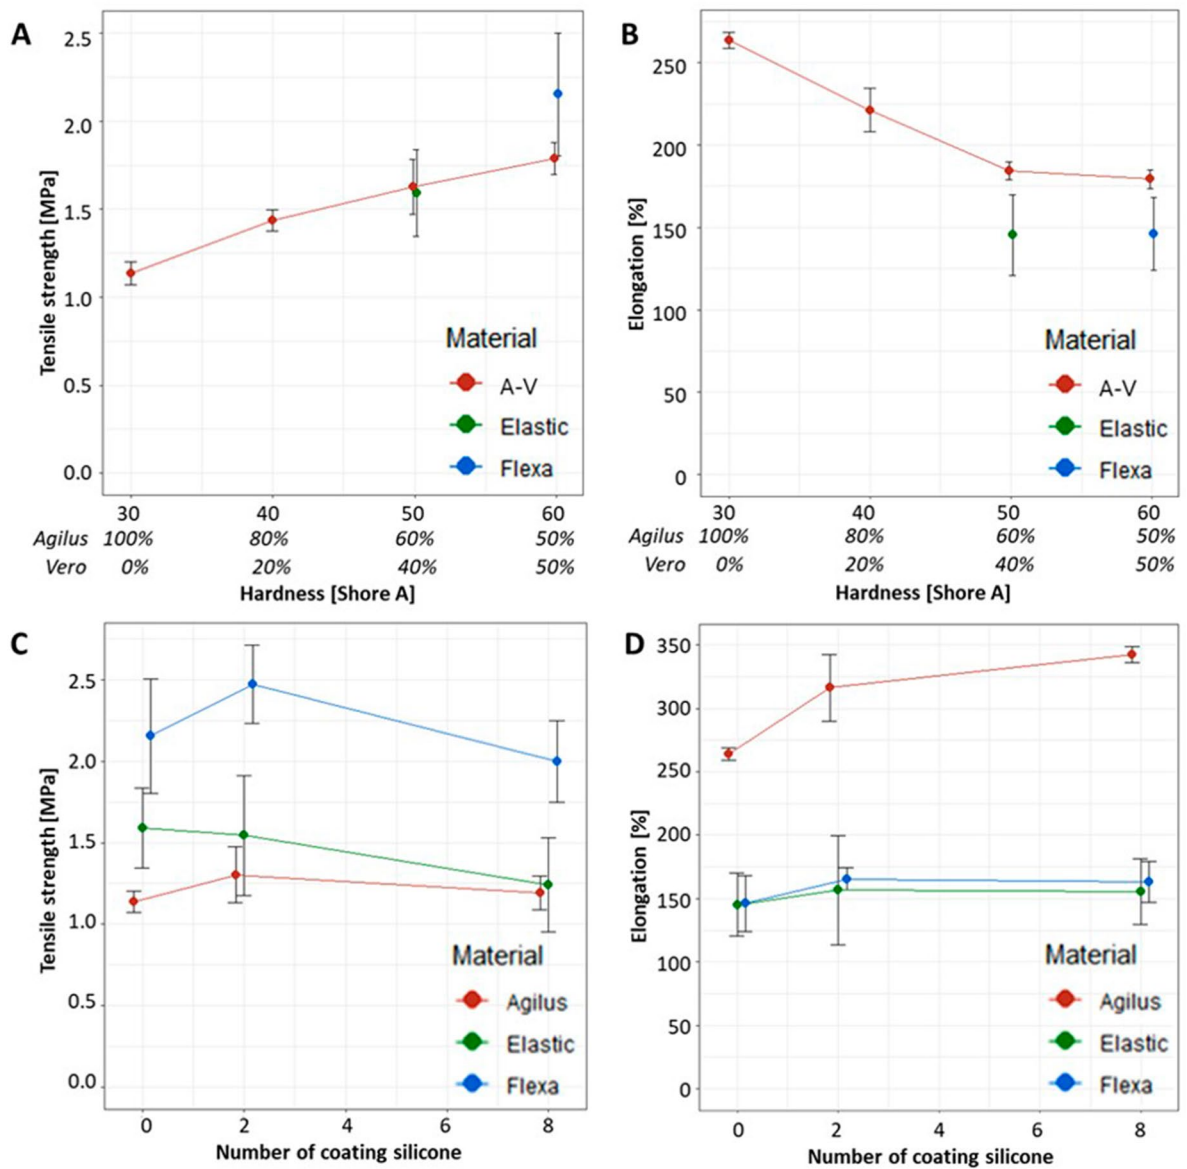 A
2.5
2.0
1.5
1.0
0.5
0.0
Tensile strength [MPa]
Material
A-V
Elastic
Flexa
30 40 50 60
Agilus 100% 80% 60% 50%
Vero 0% 20% 40% 50%
Hardness [Shore A]
B
250
200
150
100
50
0
Elongation [%]
Material
A-V
Elastic
Flexa
30 40 50 60
Agilus 100% 80% 60% 50%
Vero 0% 20% 40% 50%
Hardness [Shore A]
C
2.5
2.0
1.5
1.0
0.5
0.0
Tensile strength [MPa]
Material
Agilus
Elastic
Flexa
0 2 4 6 8
Number of coating silicone
D
350
300
250
200
150
100
50
0
Elongation [%]
Material
Agilus
Elastic
Flexa
0 2 4 6 8
Number of coating silicone